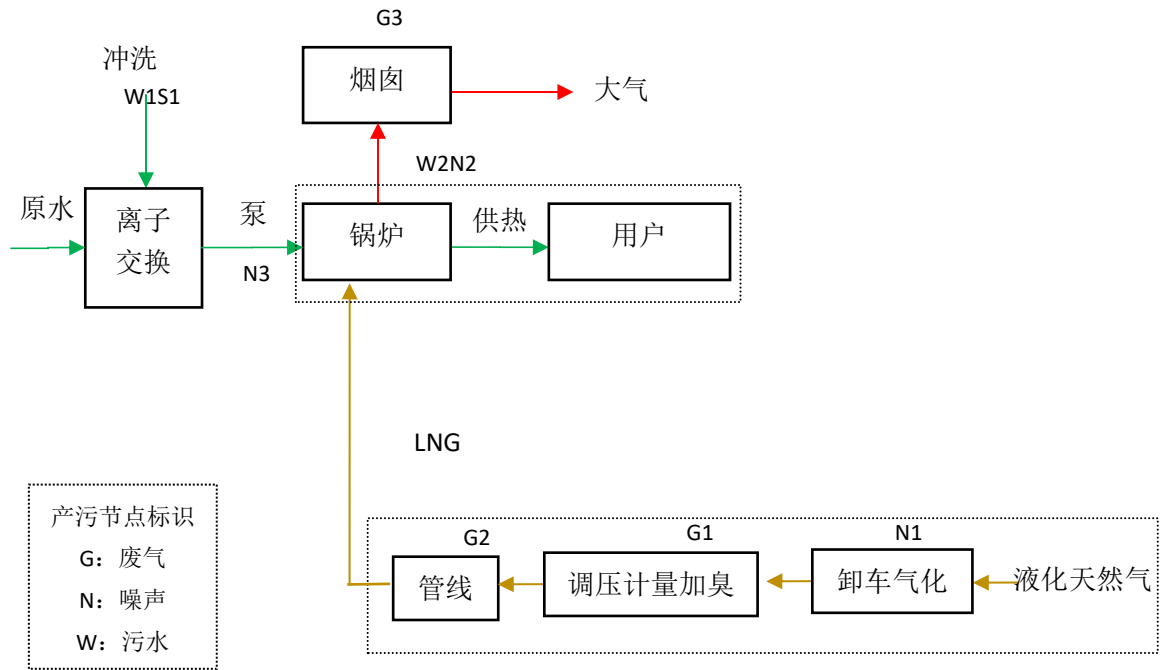 G3
冲洗
烟囱
大气
W1S1
W2N2
原水
离子
交换
泵
N3
锅炉
供热
用户
LNG
产污节点标识
G：废气
N：噪声
W：污水
G2
G1
N1
管线
调压计量加臭
卸车气化
液化天然气